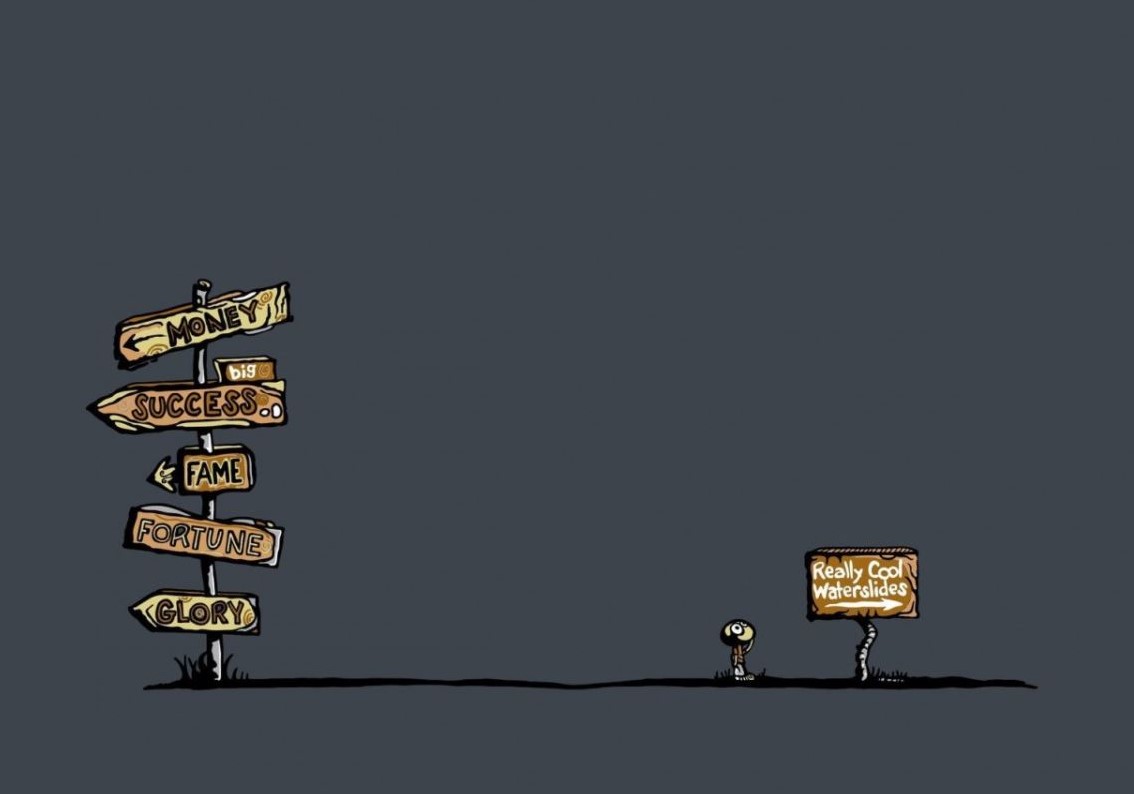 MONEY
big
SUCCESS
FAME
FORTUNE
GLORY
Really Cool
Waterslides